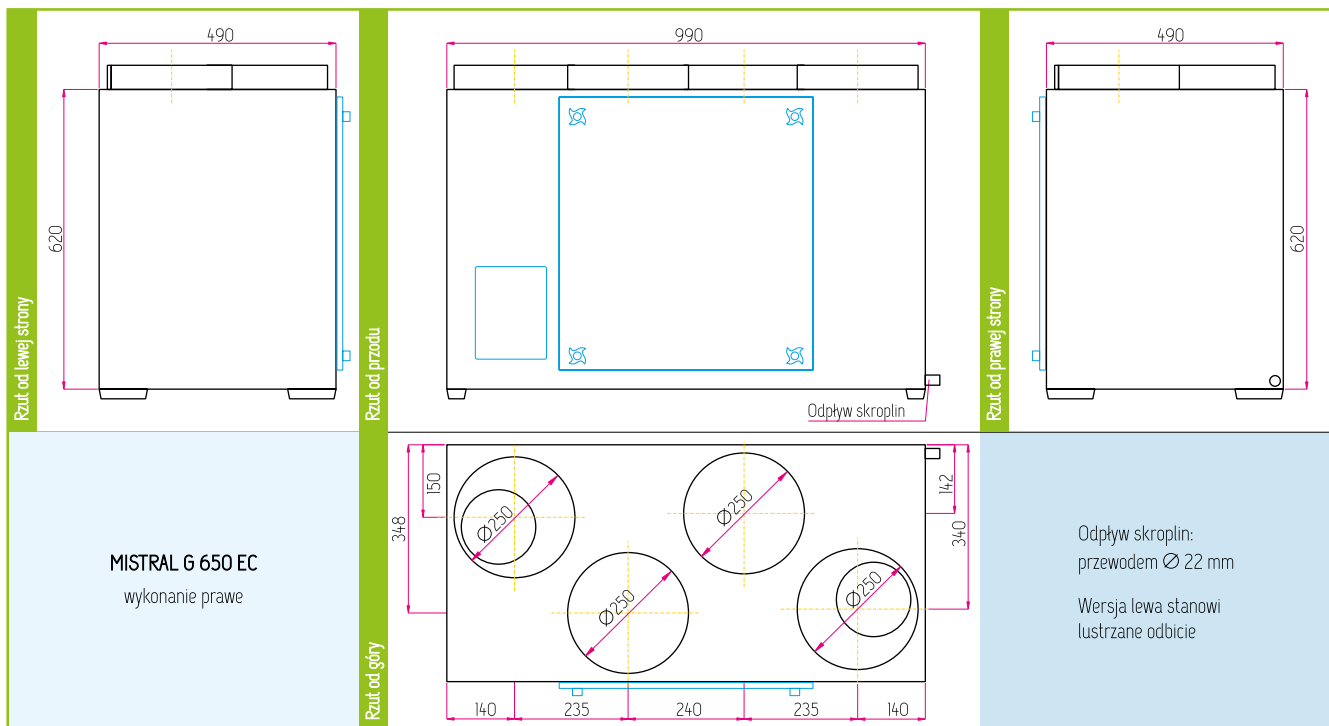 490
620
Rzut od lewej strony
990
Rzut od przodu
Odpływ skroplin
490
620
Rzut od prawej strony
MISTRAL G 650 EC
wykonanie prawe
Rzut od góry
348
150
Ø250
Ø250
Ø250
Ø250
142
340
140
235
240
235
140
Odpływ skroplin:
przewodem Ø 22 mm
Wersja lewa stanowi
lustrzane odbicie